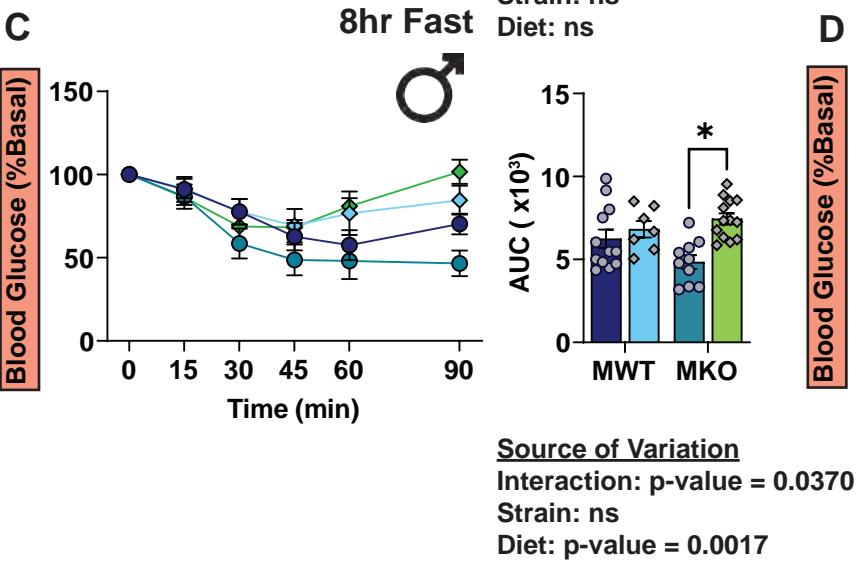 Strain: ns
Diet: ns
C
8hr Fast
D
Blood Glucose (%Basal)
150
100
50
0
0 15 30 45 60 90
Time (min)
AUC ( x10³)
15
10
5
0
*
MWT MKO
Blood Glucose (%Basal)
Source of Variation
Interaction: p-value = 0.0370
Strain: ns
Diet: p-value = 0.0017